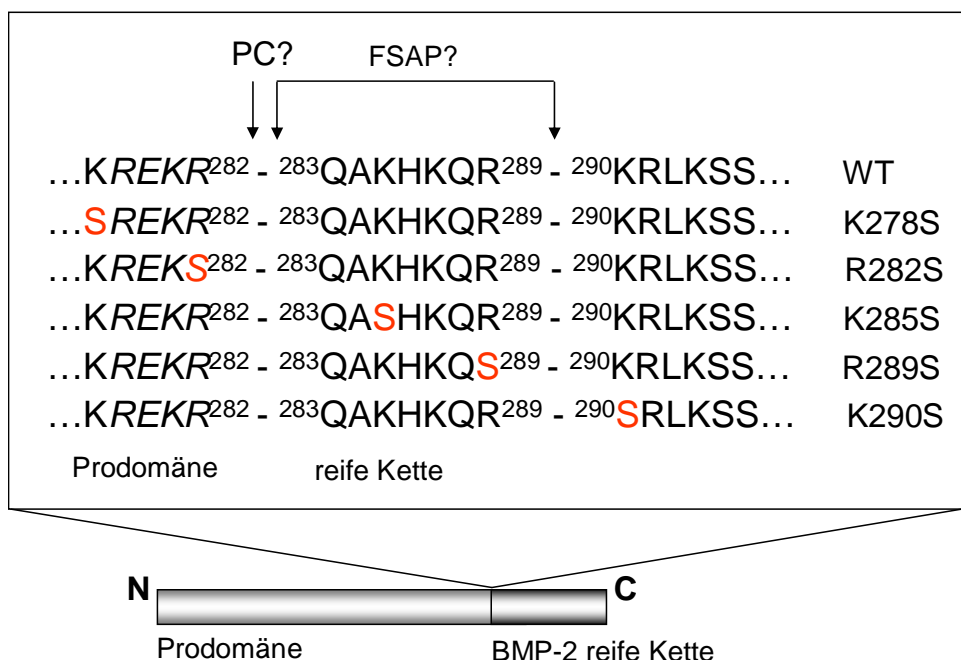 PC? FSAP?
...KREKR282 - 283QAKHKQR289 - 290KRLKSS... WT
...SREKR282 - 283QAKHKQR289 - 290KRLKSS... K278S
...KREKS282 - 283QAKHKQR289 - 290KRLKSS... R282S
...KREKR282 - 283QASHKQR289 - 290KRLKSS... K285S
...KREKR282 - 283QAKHKQS289 - 290KRLKSS... R289S
...KREKR282 - 283QAKHKQR289 - 290SRLKSS... K290S
Prodomäne reife Kette
N C
Prodomäne BMP-2 reife Kette